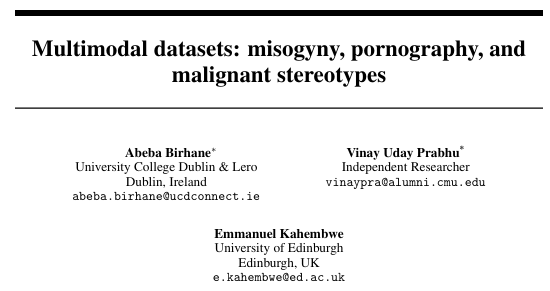 Multimodal datasets: misogyny, pornography, and
malignant stereotypes
Abeba Birhane*
University College Dublin & Lero
Dublin, Ireland
abeba.birhane@ucdconnect.ie
Vinay Uday Prabhu*
Independent Researcher
vinaypra@alumni.cmu.edu
Emmanuel Kahembwe
University of Edinburgh
Edinburgh, UK
e.kahembwe@ed.ac.uk